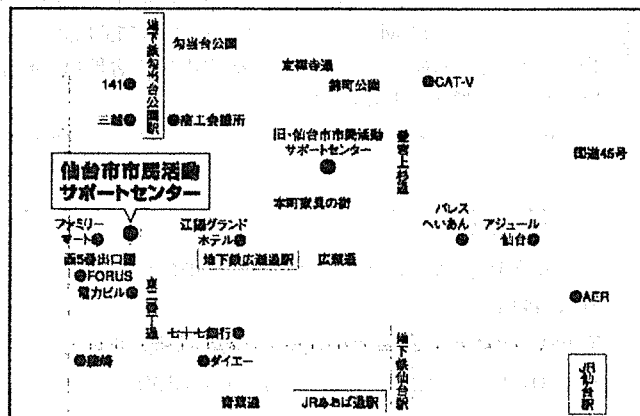 地下鉄勾当台公園駅
勾当台公園
定禅寺通
錦町公園
CAT-V
141
三越
商工会議所
旧・仙台市市民活動
サポートセンター
愛宮上杉通
国道45号
仙台市市民活動
サポートセンター
本町家具の街
ファミリー
マート
江陽グランド
ホテル
パレス
へいあん
アジュール
仙台
西5番出口
地下鉄広瀬通駅
広瀬通
FORUS
電力ビル
東二番丁通
AER
七十七銀行
藤崎
ダイエー
地下鉄仙台駅
JR仙台駅
青葉通
JRあおば通駅